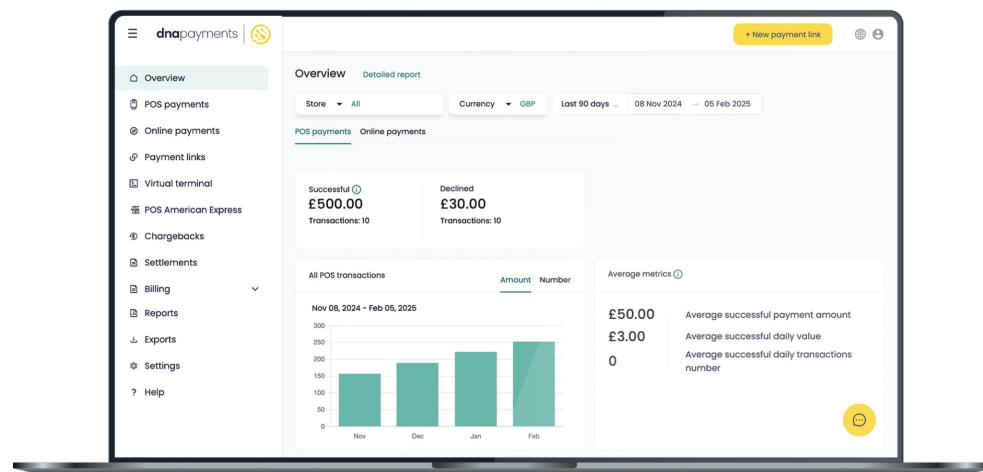 dnapayments
+ New payment link
Overview
POS payments
Online payments
Payment links
Virtual terminal
POS American Express
Chargebacks
Settlements
Billing
Reports
Exports
Settings
? Help
Overview Detailed report
Store All Currency GBP Last 90 days 08 Nov 2024 → 05 Feb 2025
POS payments Online payments
Successful Declined
£500.00 £30.00
Transactions: 10 Transactions: 10
All POS transactions Amount Number
Nov 08, 2024 - Feb 05, 2025
300
250
200
150
100
50
0
Nov Dec Jan Feb
Average metrics
£50.00 Average successful payment amount
£3.00 Average successful daily value
0 Average successful daily transactions
number